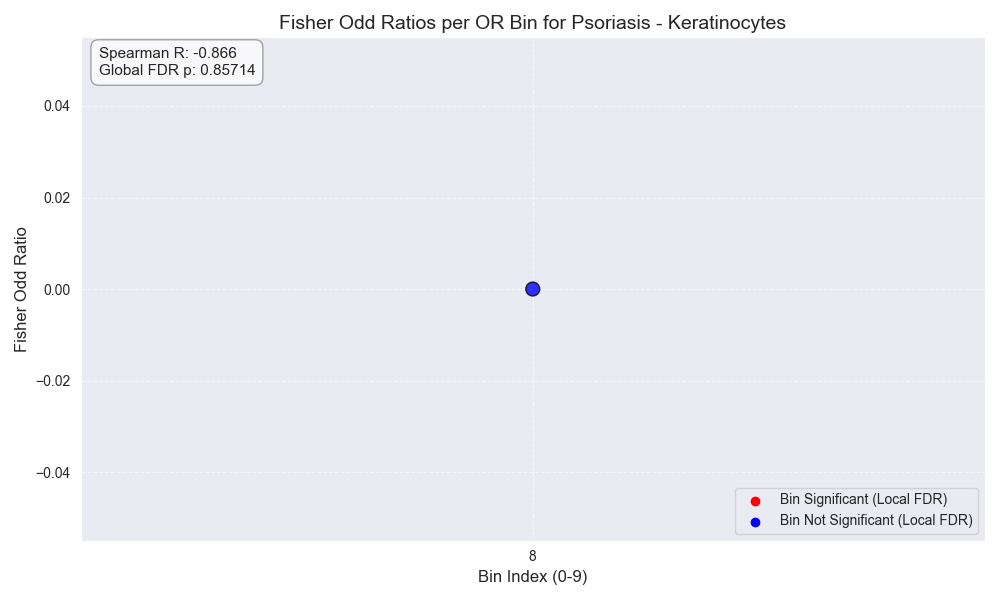 Fisher Odd Ratios per OR Bin for Psoriasis - Keratinocytes
Spearman R: -0.866
Global FDR p: 0.85714
0.04
0.02
0.00
−0.02
−0.04
Fisher Odd Ratio
Bin Significant (Local FDR)
Bin Not Significant (Local FDR)
8
Bin Index (0-9)